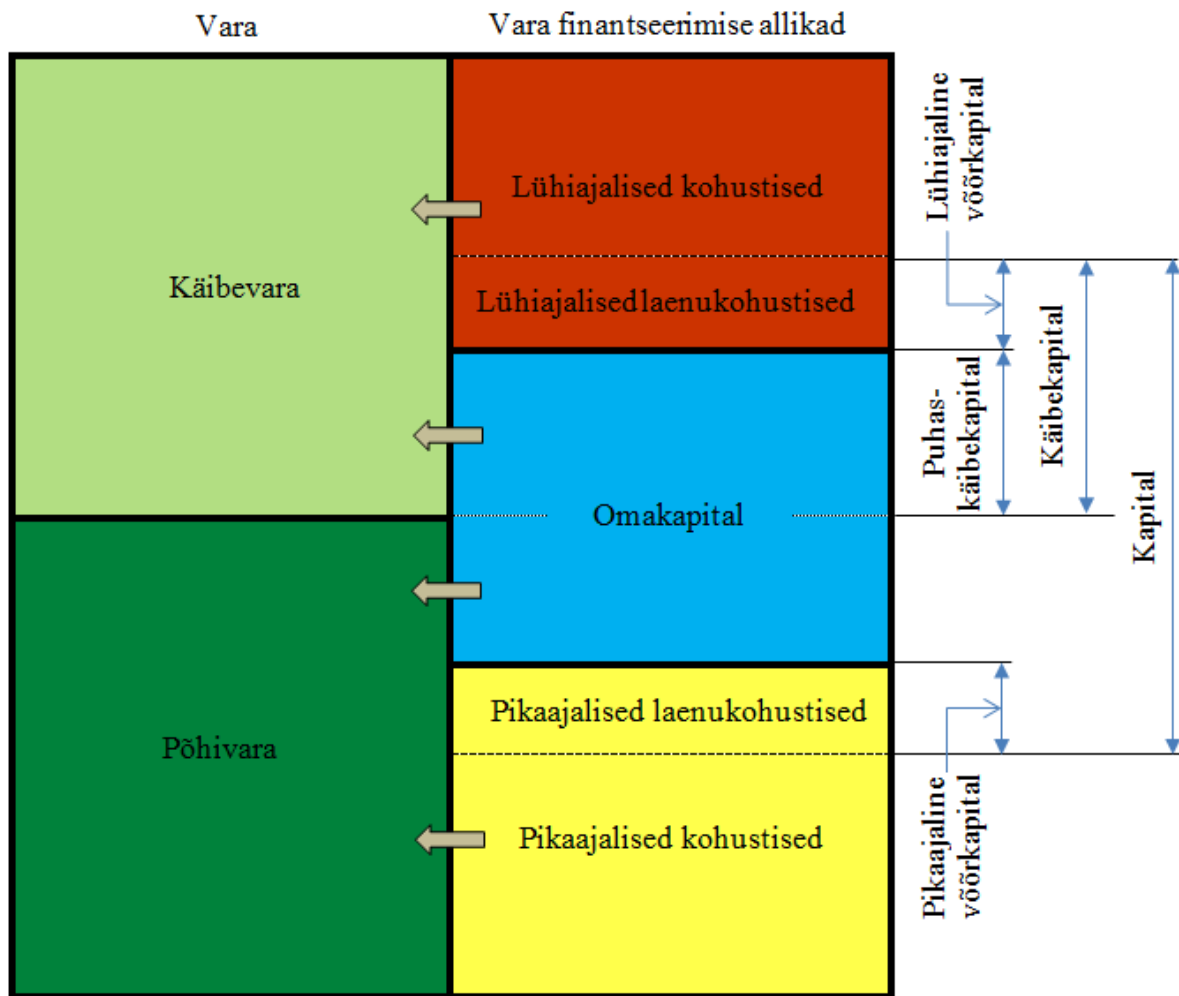 Vara
Vara finantseerimise allikad
Lühiajalised kohustised
Käibevara
Lühiajalised laenukohustised
Omakapital
Pikaajalised laenukohustised
Põhivara
Pikaajalised kohustised
Lühiajaline
võõrkapital
Puhas-
käibekapital
Käibekapital
Kapital
Pikaajaline
võõrkapital